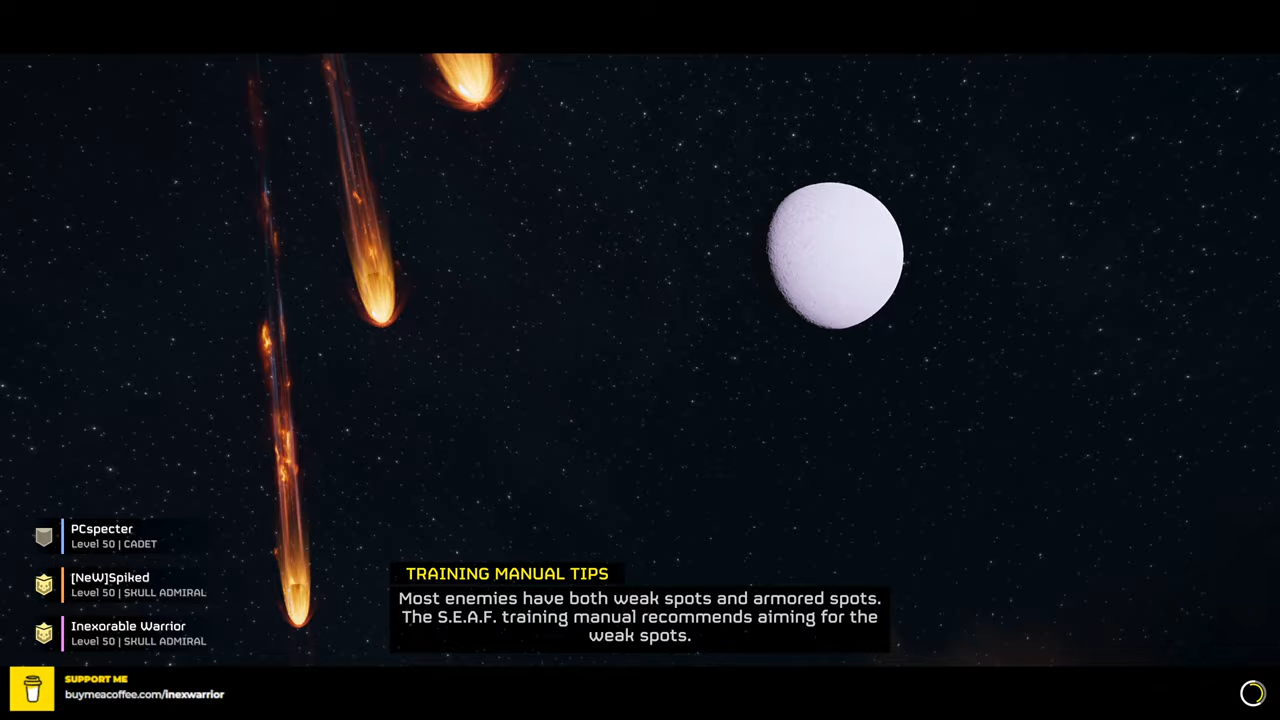 PCspecter
Level 50 | CADET
[NeW]Spiked
Level 50 | SKULL ADMIRAL
Inexorable Warrior
Level 50 | SKULL ADMIRAL
TRAINING MANUAL TIPS
Most enemies have both weak spots and armored spots.
The S.E.A.F. training manual recommends aiming for the
weak spots.
SUPPORT ME
buymeacoffee.com/inexwarrior